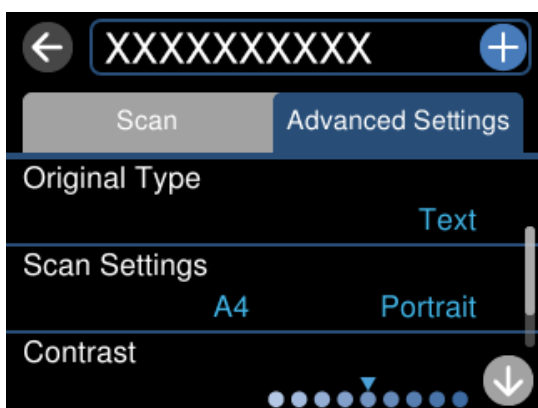 XXXXXXXXXX
Scan Advanced Settings
Original Type
Text
Scan Settings
A4 Portrait
Contrast